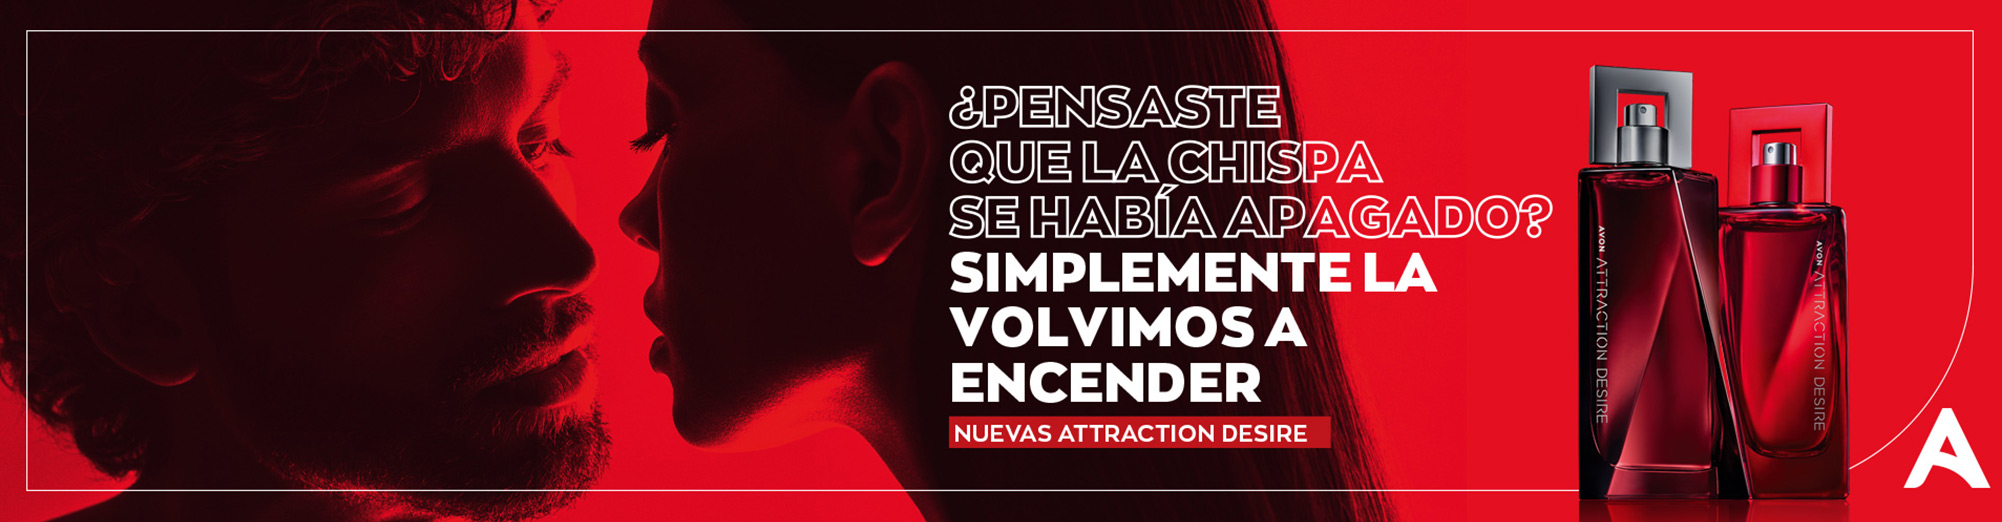 ¿PENSASTE
QUE LA CHISPA
SE HABÍA APAGADO?
SIMPLEMENTE LA
VOLVIMOS A
ENCENDER
NUEVAS ATTRACTION DESIRE
AVON ATTRACTION DESIRE
AVON ATTRACTION DESIRE
A